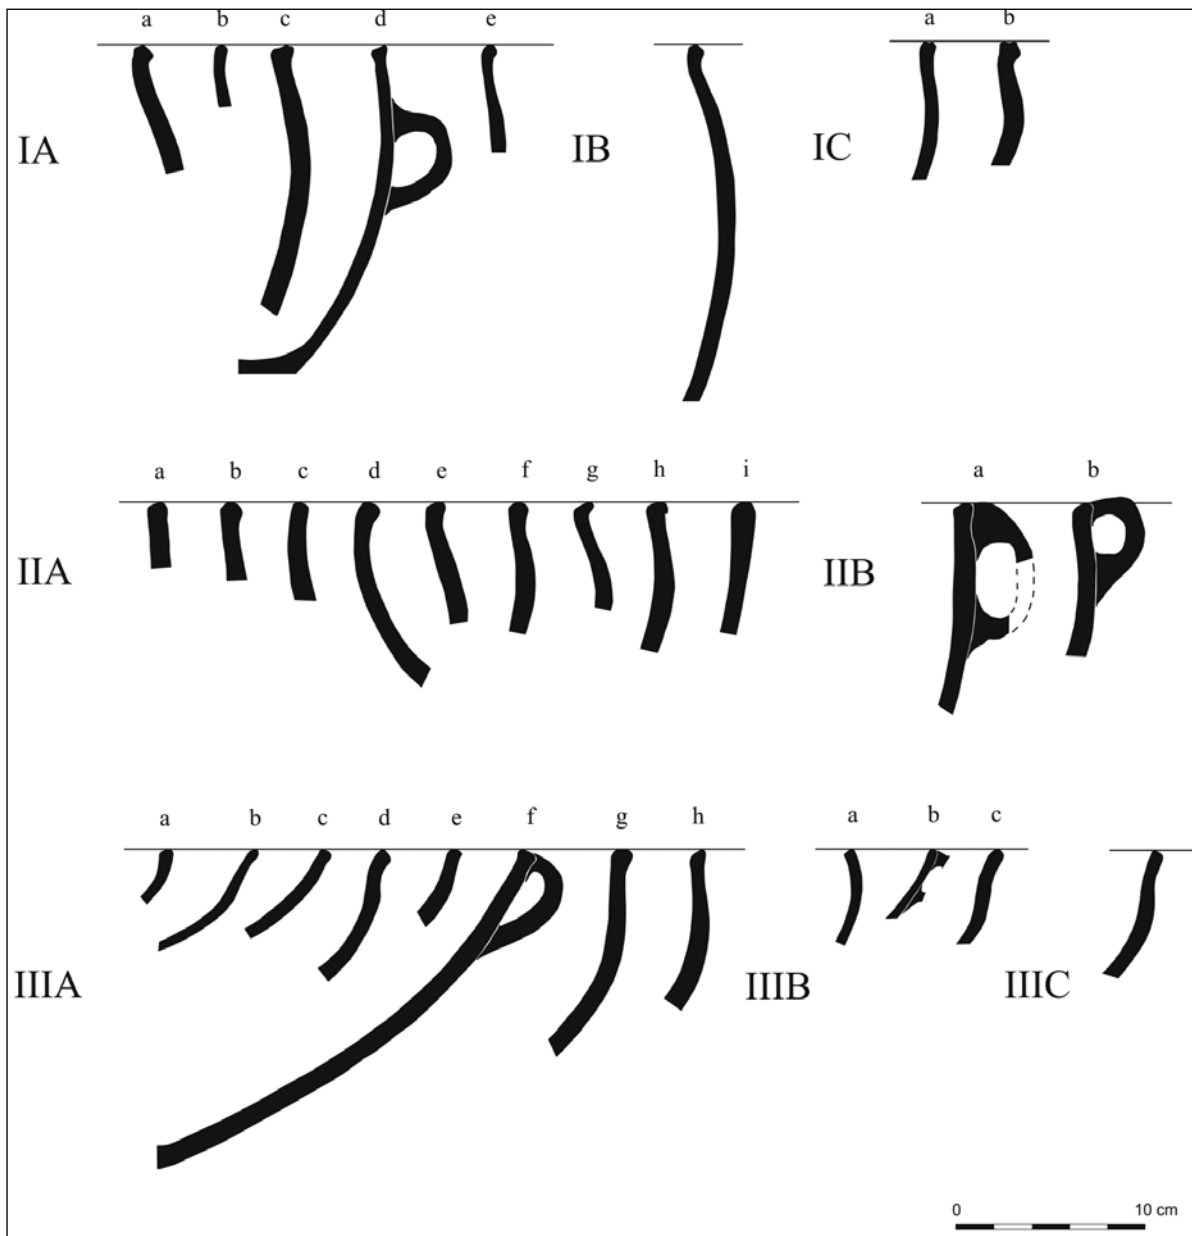 a b c d e
a b
IA
IB
IC
a b c d e f g h i
a b
IIA
IIB
a b c d e f g h
a b c
IIIA
IIIB
IIIC
0 10 cm